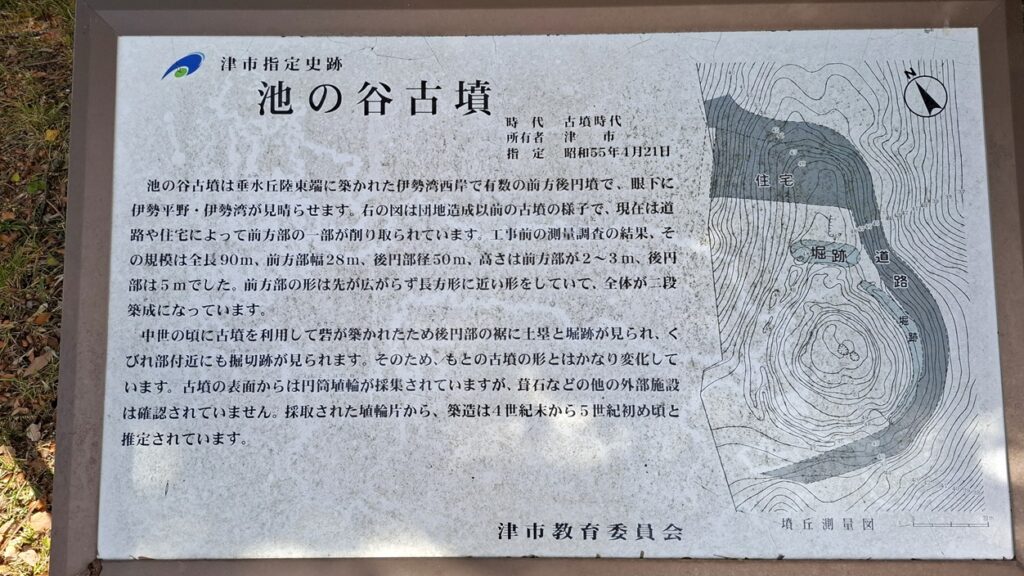 津市指定史跡
池の谷古墳
時代 古墳時代
所有者 津市
指定 昭和55年4月21日
池の谷古墳は垂水丘陸東端に築かれた伊勢湾西岸で有数の前方後円墳で、眼下に
伊勢平野・伊勢湾が見晴らせます。右の図は団地造成以前の古墳の様子で、現在は道
路や住宅によって前方部の一部が削り取られています。工事前の測量調査の結果、そ
の規模は全長90m、前方部幅28m、後円部径50m、高さは前方部が2〜3m、後円
部は5mでした。前方部の形は先が広がらず長方形に近い形をしていて、全体が二段
築成になっています。
中世の頃に古墳を利用して砦が築かれたため後円部の裾に土塁と堀跡が見られ、く
びれ部付近にも掘切跡が見られます。そのため、もとの古墳の形とはかなり変化して
います。古墳の表面からは円筒埴輪が採集されていますが、葺石などの他の外部施設
は確認されていません。採取された埴輪片から、築造は4世紀末から5世紀初め頃と
推定されています。
津市教育委員会
N
住宅
堀跡
道路
堀跡
墳丘測量図